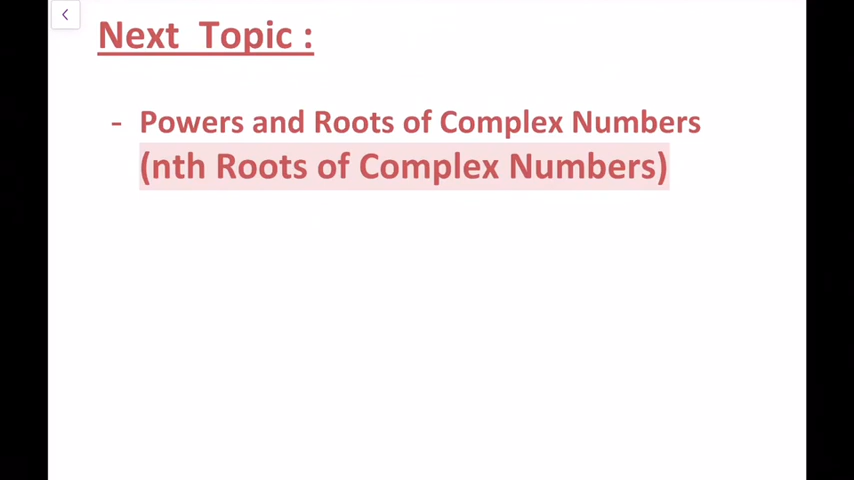 Next Topic :
- Powers and Roots of Complex Numbers
(nth Roots of Complex Numbers)